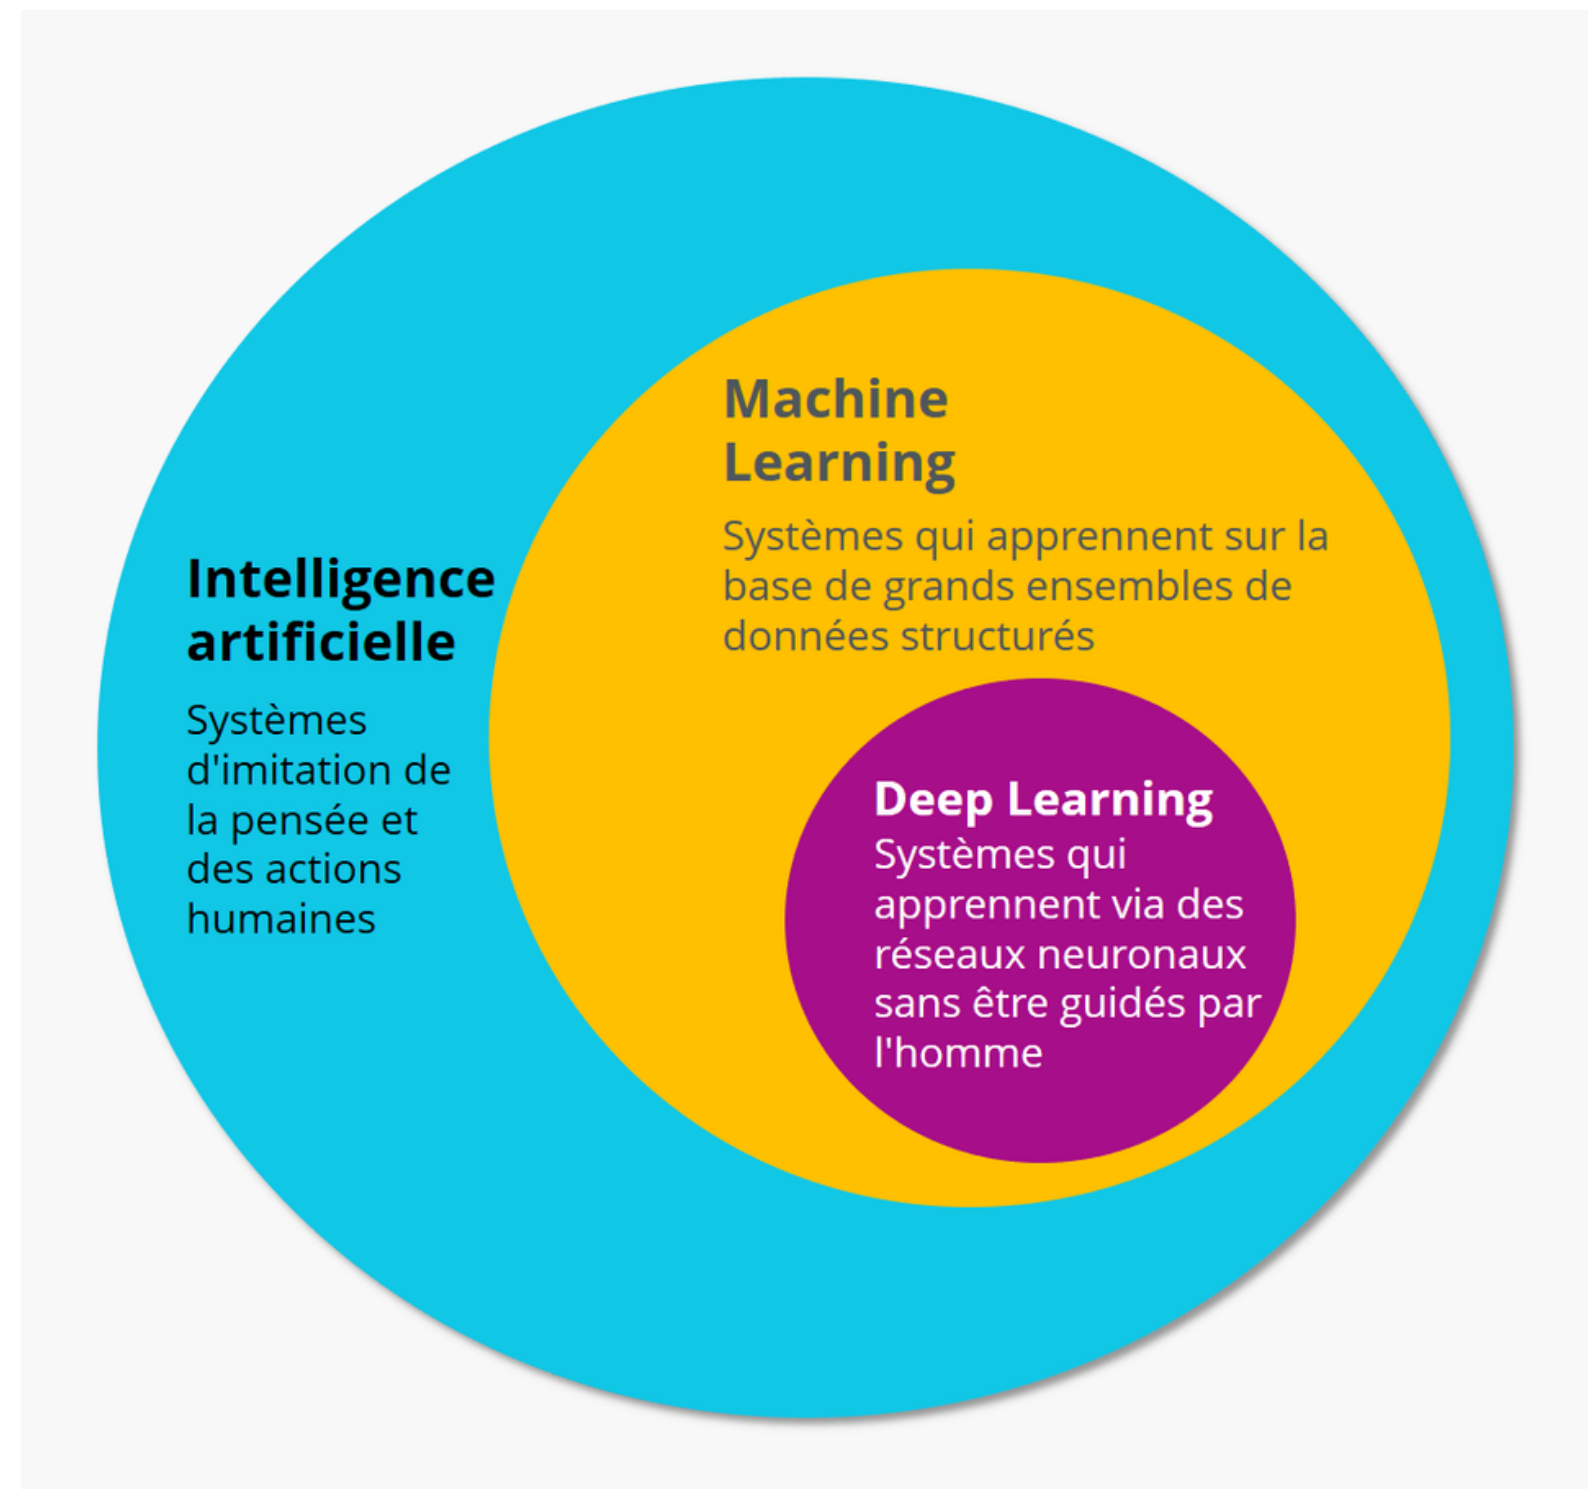 Intelligence
artificielle
Systèmes
d'imitation de
la pensée et
des actions
humaines
Machine
Learning
Systèmes qui apprennent sur la
base de grands ensembles de
données structurés
Deep Learning
Systèmes qui
apprennent via des
réseaux neuronaux
sans être guidés par
l'homme